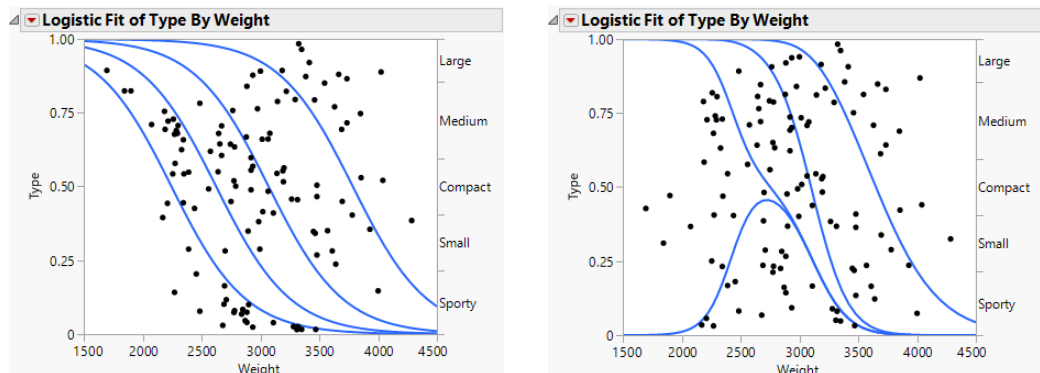 Logistic Fit of Type By Weight
1.00
0.75
0.50
0.25
0
Type
Large
Medium
Compact
Small
Sporty
1500 2000 2500 3000 3500 4000 4500
Weight
Logistic Fit of Type By Weight
1.00
0.75
0.50
0.25
0
Type
Large
Medium
Compact
Small
Sporty
1500 2000 2500 3000 3500 4000 4500
Weight